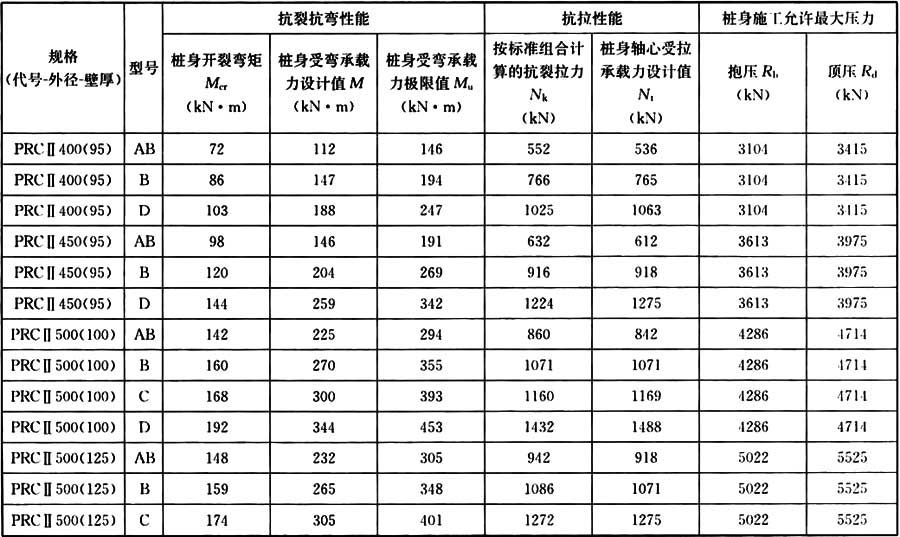 规格
(代号-外径-壁厚) 型号 抗裂抗弯性能 抗拉性能 桩身施工允许最大压力
桩身开裂弯矩
Mcr
(kN·m)
桩身受弯承载
力设计值 M
(kN·m)
桩身受弯承载
力极限值 Mu
(kN·m)
按标准组合计
算的抗裂拉力
Nk
(kN)
桩身轴心受拉
承载力设计值
Nt
(kN)
抱压 Rb
(kN)
顶压 Rd
(kN)
PRCⅡ400(95) AB 72 112 146 552 536 3104 3415
PRCⅡ400(95) B 86 147 194 766 765 3104 3415
PRCⅡ400(95) D 103 188 247 1025 1063 3104 3415
PRCⅡ450(95) AB 98 146 191 632 612 3613 3975
PRCⅡ450(95) B 120 204 269 916 918 3613 3975
PRCⅡ450(95) D 144 259 342 1224 1275 3613 3975
PRCⅡ500(100) AB 142 225 294 860 842 4286 4714
PRCⅡ500(100) B 160 270 355 1071 1071 4286 4714
PRCⅡ500(100) C 168 300 393 1160 1169 4286 4714
PRCⅡ500(100) D 192 344 453 1432 1488 4286 4714
PRCⅡ500(125) AB 148 232 305 942 918 5022 5525
PRCⅡ500(125) B 159 265 348 1086 1071 5022 5525
PRCⅡ500(125) C 174 305 401 1272 1275 5022 5525